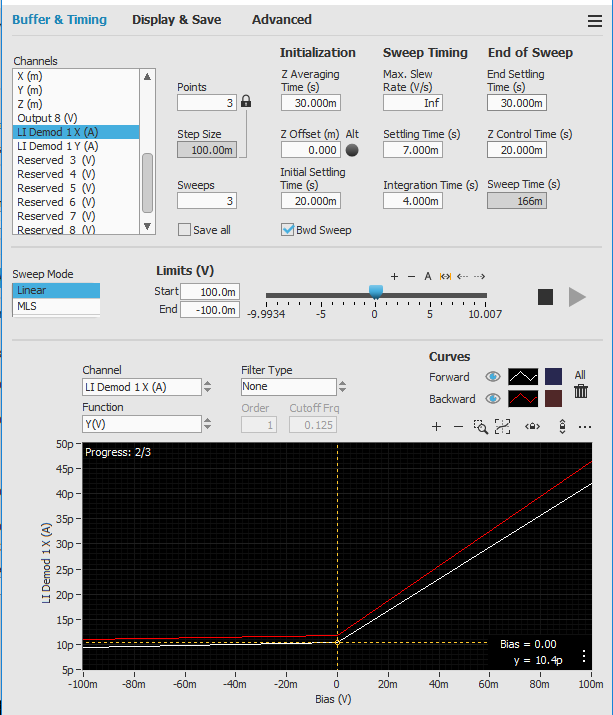 Buffer & Timing Display & Save Advanced
Channels
X (m)
Y (m)
Z (m)
Output 8 (V)
LI Demod 1 X (A)
LI Demod 1 Y (A)
Reserved 3 (V)
Reserved 4 (V)
Reserved 5 (V)
Reserved 6 (V)
Reserved 7 (V)
Reserved 8 (V)
Points
3
Step Size
100.00m
Sweeps
3
Save all
Initialization
Z Averaging
Time (s)
30.000m
Z Offset (m) Alt
0.000
Initial Settling
Time (s)
20.000m
Bwd Sweep
Sweep Timing
Max. Slew
Rate (V/s)
Inf
Settling Time (s)
7.000m
Integration Time (s)
4.000m
End of Sweep
End Settling
Time (s)
30.000m
Z Control Time (s)
20.000m
Sweep Time (s)
166m
Sweep Mode
Linear
MLS
Limits (V)
Start 100.0m
End -100.0m
+ − A
-9.9934 -5 0 5 10.007
Channel
LI Demod 1 X (A)
Function
Y(V)
Filter Type
None
Order Cutoff Frq
1 0.125
Curves
Forward
Backward
All
Progress: 2/3
50p
45p
40p
35p
30p
25p
20p
15p
10p
5p
LI Demod 1 X (A)
Bias = 0.00
y = 10.4p
-100m -80m -60m -40m -20m 0 20m 40m 60m 80m 100m
Bias (V)